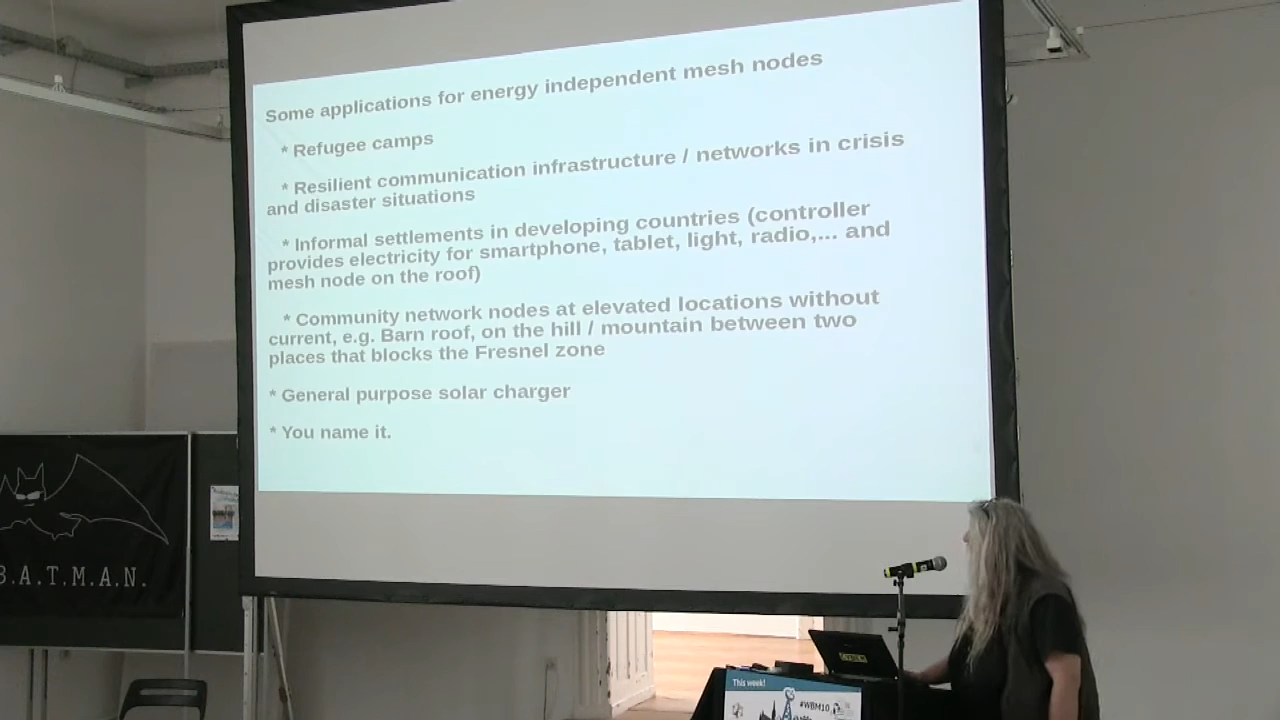 Some applications for energy independent mesh nodes
* Refugee camps
* Resilient communication infrastructure / networks in crisis
and disaster situations
* Informal settlements in developing countries (controller
provides electricity for smartphone, tablet, light, radio,... and
mesh node on the roof)
* Community network nodes at elevated locations without
current, e.g. Barn roof, on the hill / mountain between two
places that blocks the Fresnel zone
* General purpose solar charger
* You name it.
B.A.T.M.A.N.
This week!
#WBM10